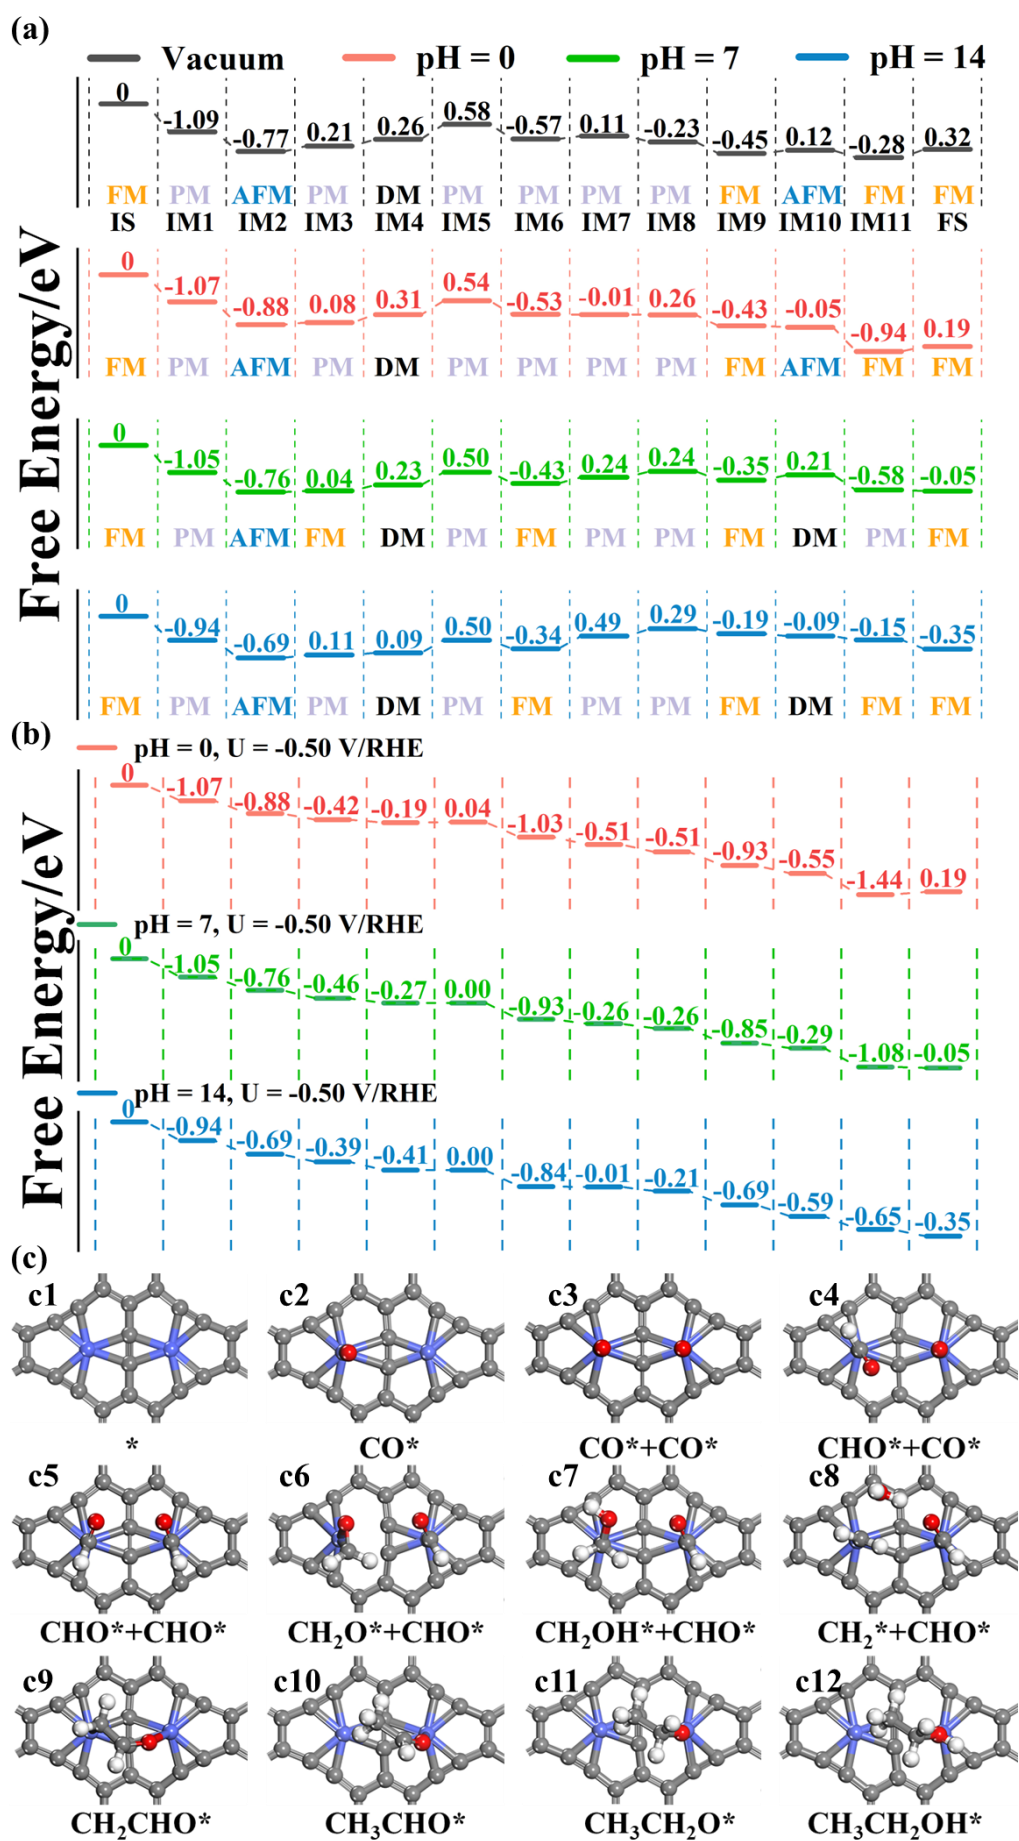 (a)
Vacuum pH = 0 pH = 7 pH = 14
Free Energy/eV
0 -1.09 -0.77 0.21 0.26 0.58 -0.57 0.11 -0.23 -0.45 0.12 -0.28 0.32
FM PM AFM PM DM PM PM PM PM FM AFM FM FM
IS IM1 IM2 IM3 IM4 IM5 IM6 IM7 IM8 IM9 IM10 IM11 FS
0 -1.07 -0.88 0.08 0.31 0.54 -0.53 -0.01 0.26 -0.43 -0.05 -0.94 0.19
FM PM AFM PM DM PM PM PM PM FM AFM FM FM
0 -1.05 -0.76 0.04 0.23 0.50 -0.43 0.24 0.24 -0.35 0.21 -0.58 -0.05
FM PM AFM FM DM PM FM PM PM FM DM PM FM
0 -0.94 -0.69 0.11 0.09 0.50 -0.34 0.49 0.29 -0.19 -0.09 -0.15 -0.35
FM PM AFM PM DM PM FM PM PM FM DM FM FM
(b)
Free Energy/eV
pH = 0, U = -0.50 V/RHE
0 -1.07 -0.88 -0.42 -0.19 0.04 -1.03 -0.51 -0.51 -0.93 -0.55 -1.44 0.19
pH = 7, U = -0.50 V/RHE
0 -1.05 -0.76 -0.46 -0.27 0.00 -0.93 -0.26 -0.26 -0.85 -0.29 -1.08 -0.05
pH = 14, U = -0.50 V/RHE
0 -0.94 -0.69 -0.39 -0.41 0.00 -0.84 -0.01 -0.21 -0.69 -0.59 -0.65 -0.35
(c)
c1 c2 c3 c4
* CO* CO*+CO* CHO*+CO*
c5 c6 c7 c8
CHO*+CHO* CH₂O*+CHO* CH₂OH*+CHO* CH₂*+CHO*
c9 c10 c11 c12
CH₂CHO* CH3CHO* CH3CH₂O* CH3CH₂OH*